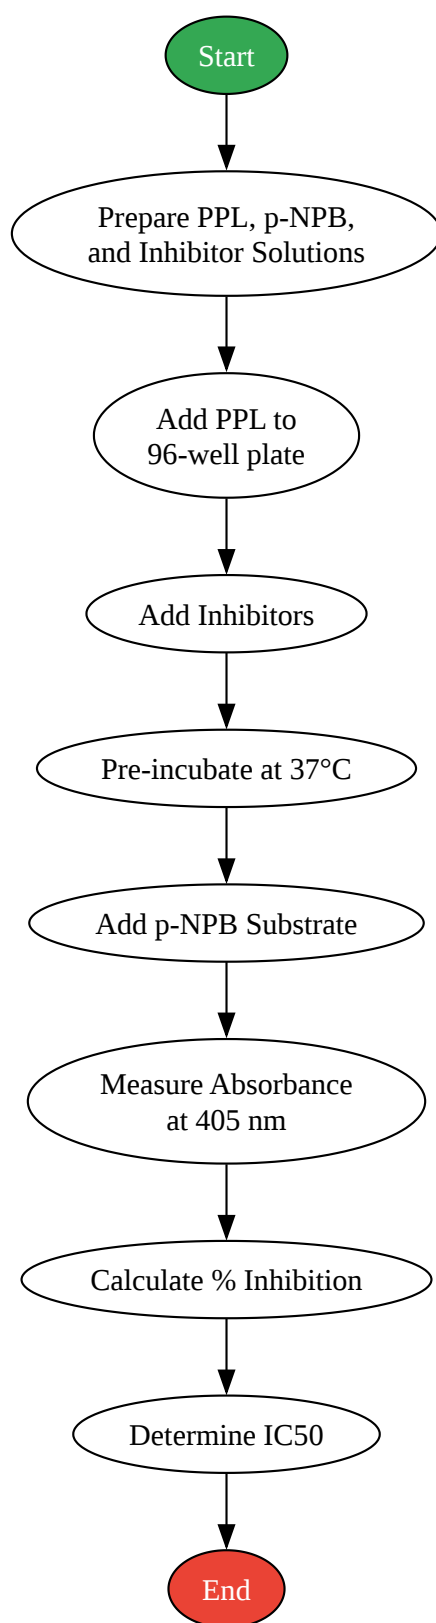 Start
Prepare PPL, p-NPB,
and Inhibitor Solutions
Add PPL to
96-well plate
Add Inhibitors
Pre-incubate at 37°C
Add p-NPB Substrate
Measure Absorbance
at 405 nm
Calculate % Inhibition
Determine IC50
End